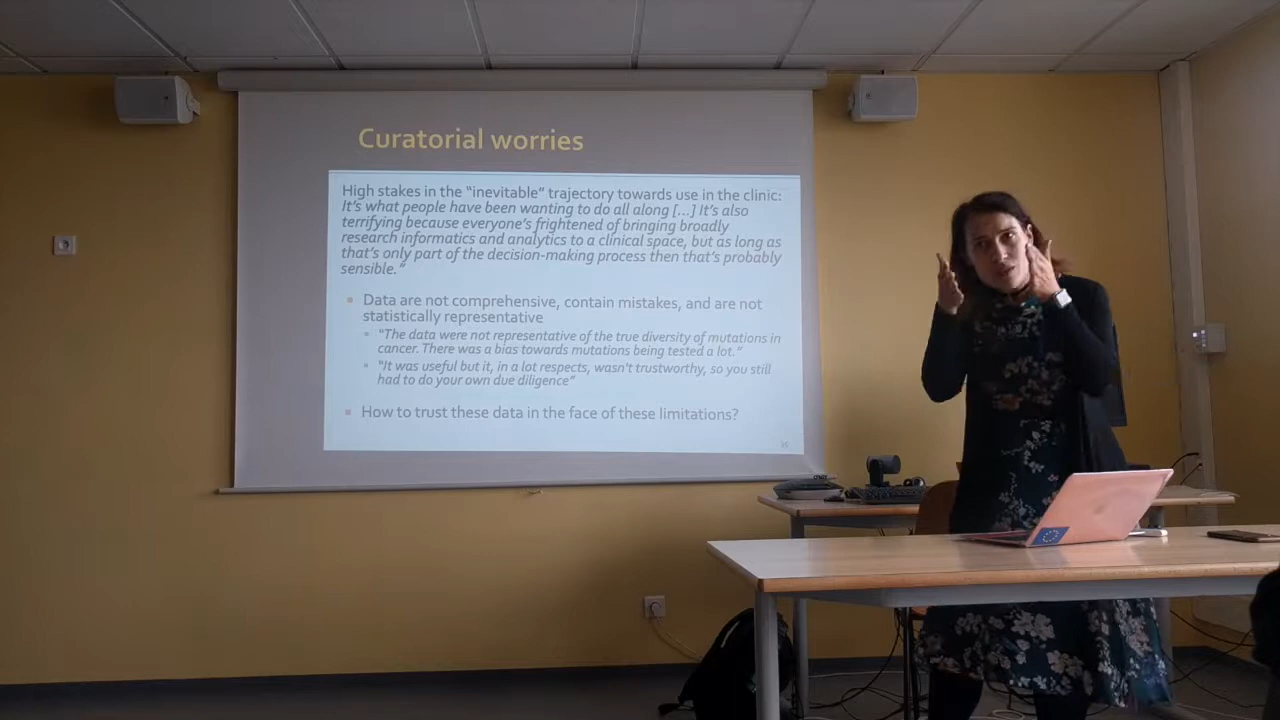 Curatorial worries
High stakes in the “inevitable” trajectory towards use in the clinic:
It's what people have been wanting to do all along [...] It's also
terrifying because everyone's frightened of bringing broadly
research informatics and analytics to a clinical space, but as long as
that's only part of the decision-making process then that's probably
sensible.”
Data are not comprehensive, contain mistakes, and are not
statistically representative
“The data were not representative of the true diversity of mutations in
cancer. There was a bias towards mutations being tested a lot.”
“It was useful but it, in a lot respects, wasn't trustworthy, so you still
had to do your own due diligence”
How to trust these data in the face of these limitations?
15